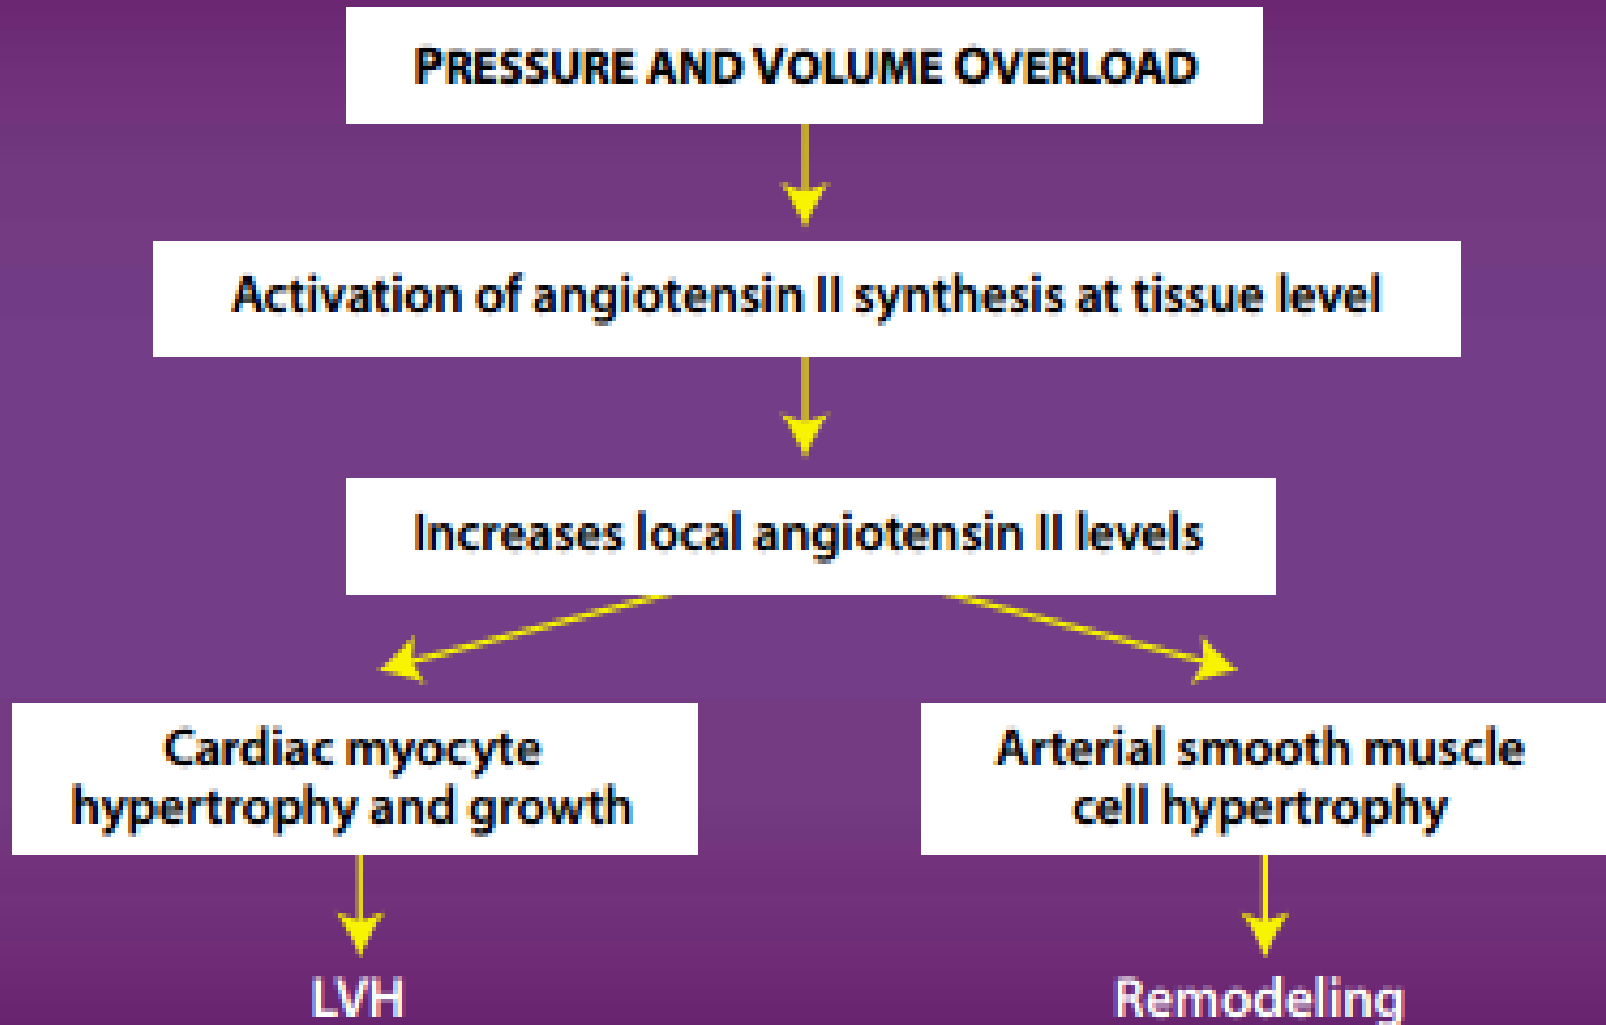 PRESSURE AND VOLUME OVERLOAD
Activation of angiotensin II synthesis at tissue level
Increases local angiotensin II levels
Cardiac myocyte
hypertrophy and growth
Arterial smooth muscle
cell hypertrophy
LVH
Remodeling